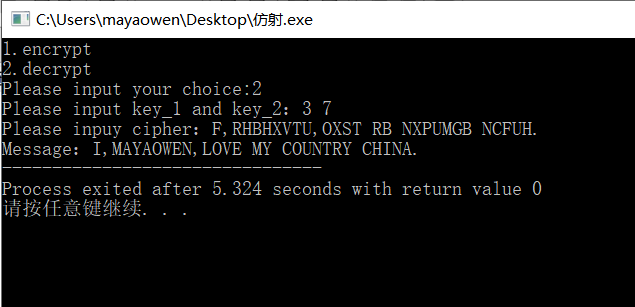 C:\Users\mayaowen\Desktop\仿射.exe
1.encrypt
2.decrypt
Please input your choice:2
Please input key_1 and key_2: 3 7
Please inpuy cipher: F,RHBHXVTU,OXST RB NXPUMGB NCFUH.
Message: I,MAYAOWEN,LOVE MY COUNTRY CHINA.
--------------------------------
Process exited after 5.324 seconds with return value 0
请按任意键继续. . .